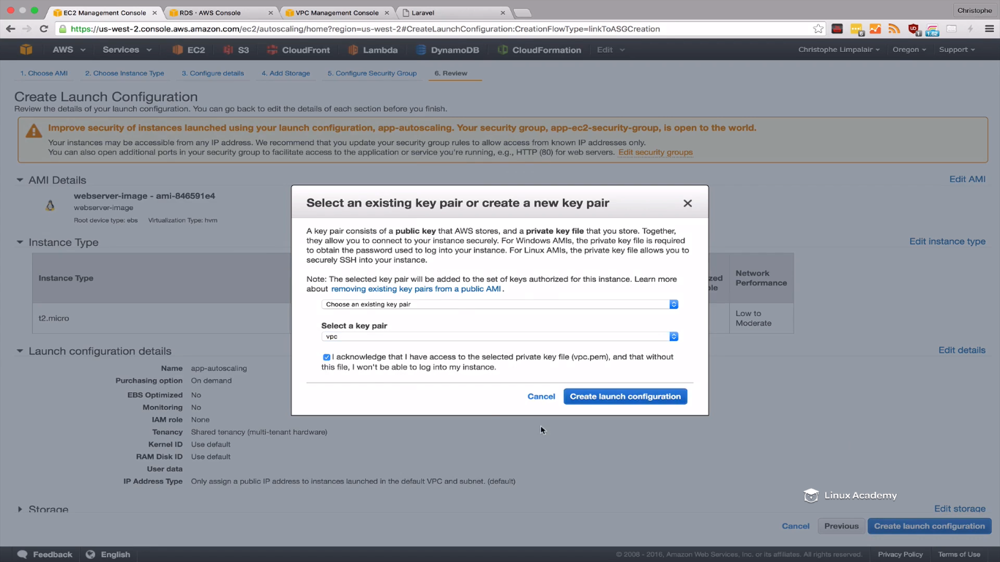 EC2 Management Console
RDS · AWS Console
VPC Management Console
Laravel
Christophe
https://us-west-2.console.aws.amazon.com/ec2/autoscaling/home?region=us-west-2#CreateLaunchConfiguration:CreationFlowType=linkToASGCreation
AWS Services EC2 S3 CloudFront Lambda DynamoDB CloudFormation Edit Christophe Limpalair Oregon Support
1. Choose AMI 2. Choose Instance Type 3. Configure details 4. Add Storage 5. Configure Security Group 6. Review
Create Launch Configuration
Review the details of your launch configuration. You can go back to edit the details of each section before you finish.
Improve security of instances launched using your launch configuration, app-autoscaling. Your security group, app-ec2-security-group, is open to the world.
Your instances may be accessible from any IP address. We recommend that you update your security group rules to allow access from known IP addresses only.
You can also open additional ports in your security group to facilitate access to the application or service you're running, e.g., HTTP (80) for web servers. Edit security groups
AMI Details
Edit AMI
webserver-image - ami-846591e4
webserver-image
Root device type: ebs Virtualization Type: hvm
Instance Type
Edit instance type
Instance Type
Network
Performance
t2.micro
Low to
Moderate
Select an existing key pair or create a new key pair
A key pair consists of a public key that AWS stores, and a private key file that you store. Together,
they allow you to connect to your instance securely. For Windows AMIs, the private key file is required
to obtain the password used to log into your instance. For Linux AMIs, the private key file allows you to
securely SSH into your instance.
Note: The selected key pair will be added to the set of keys authorized for this instance. Learn more
about removing existing key pairs from a public AMI.
Choose an existing key pair
Select a key pair
vpc
I acknowledge that I have access to the selected private key file (vpc.pem), and that without
this file, I won't be able to log into my instance.
Cancel Create launch configuration
Launch configuration details
Edit details
Name app-autoscaling
Purchasing option On demand
EBS Optimized No
Monitoring No
IAM role None
Tenancy Shared tenancy (multi-tenant hardware)
Kernel ID Use default
RAM Disk ID Use default
User data
IP Address Type Only assign a public IP address to instances launched in the default VPC and subnet. (default)
Linux Academy
Storage
Edit storage
Cancel Previous Create launch configuration
Feedback English © 2008 - 2016, Amazon Web Services, Inc. or its affiliates. All rights reserved. Privacy Policy Terms of Use